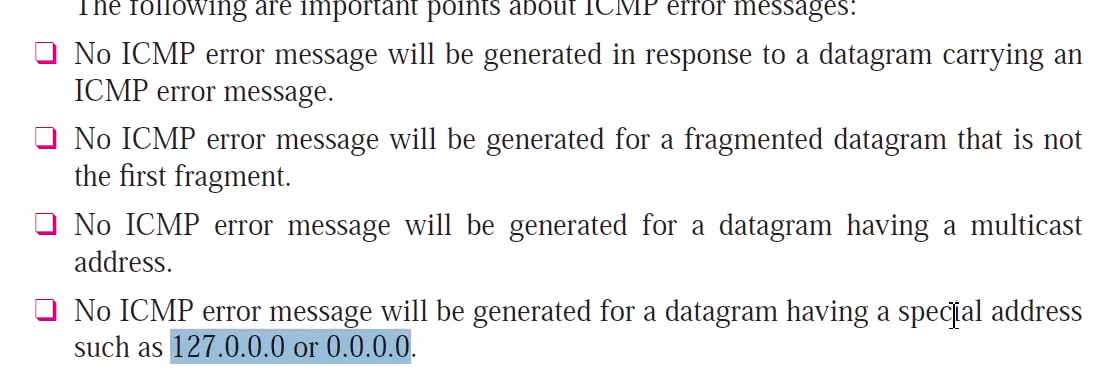 The following are important points about ICMP error messages:
❑ No ICMP error message will be generated in response to a datagram carrying an
ICMP error message.
❑ No ICMP error message will be generated for a fragmented datagram that is not
the first fragment.
❑ No ICMP error message will be generated for a datagram having a multicast
address.
❑ No ICMP error message will be generated for a datagram having a special address
such as 127.0.0.0 or 0.0.0.0.